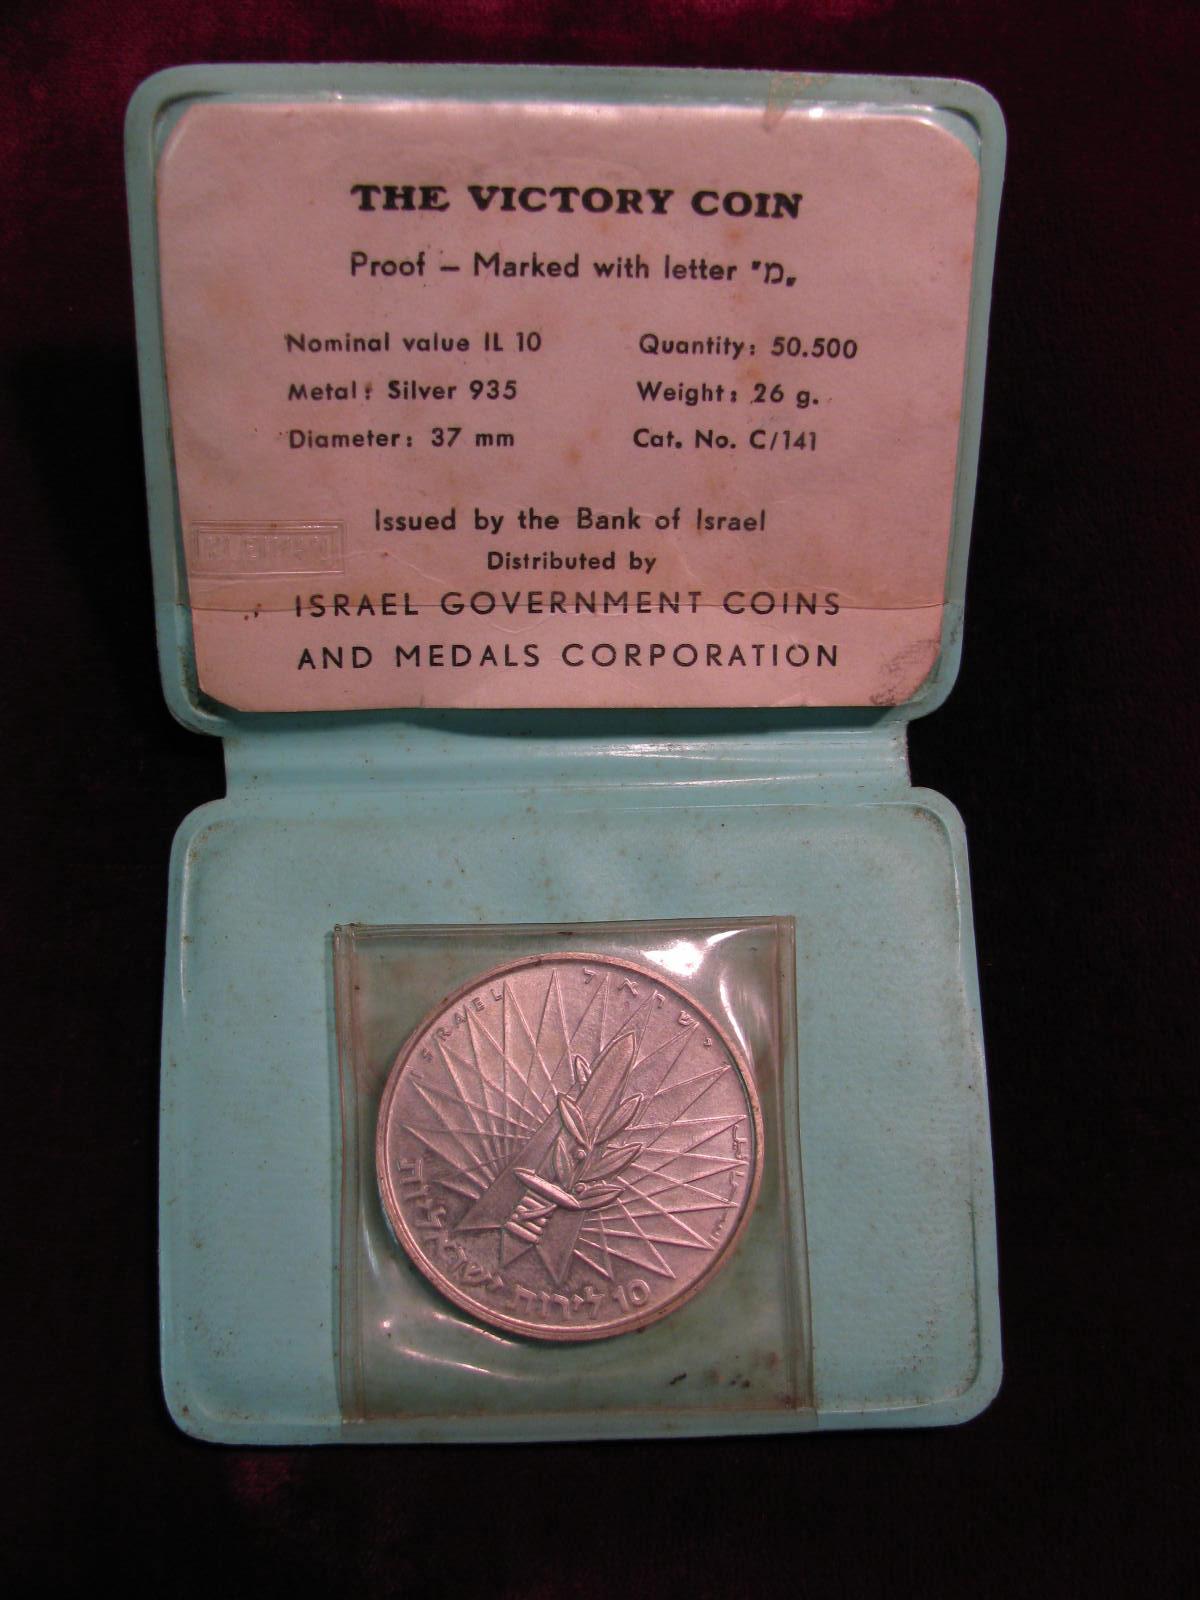 THE VICTORY COIN
Proof – Marked with letter "מ„
Nominal value IL 10
Quantity: 50.500
Metal: Silver 935
Weight: 26 g.
Diameter: 37 mm
Cat. No. C/141
Issued by the Bank of Israel
Distributed by
ISRAEL GOVERNMENT COINS
AND MEDALS CORPORATION
ISRAEL
ישראל
10 לירות ישראליות